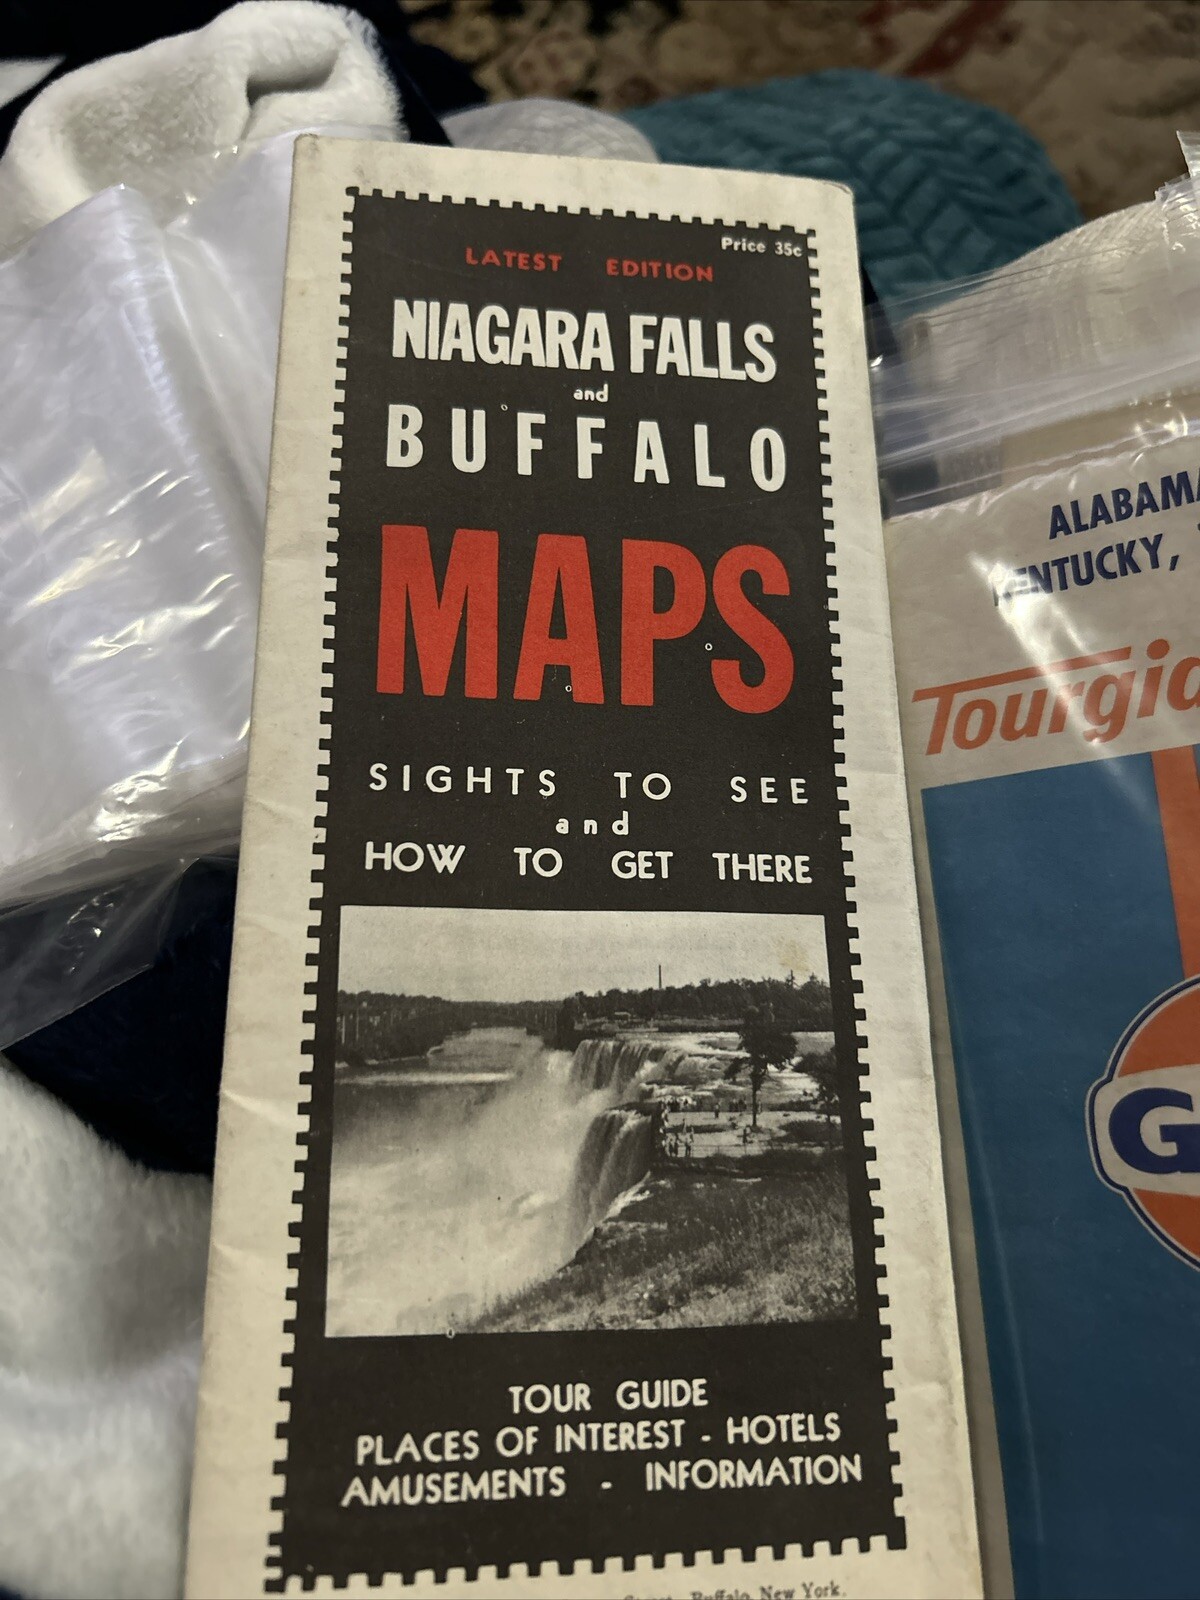 Price 35c
LATEST EDITION
NIAGARA FALLS
and
BUFFALO
MAPS
SIGHTS TO SEE
and
HOW TO GET THERE
TOUR GUIDE
PLACES OF INTEREST - HOTELS
AMUSEMENTS - INFORMATION
Buffalo, New York.
ALABAMA
KENTUCKY,
Tourgid
G